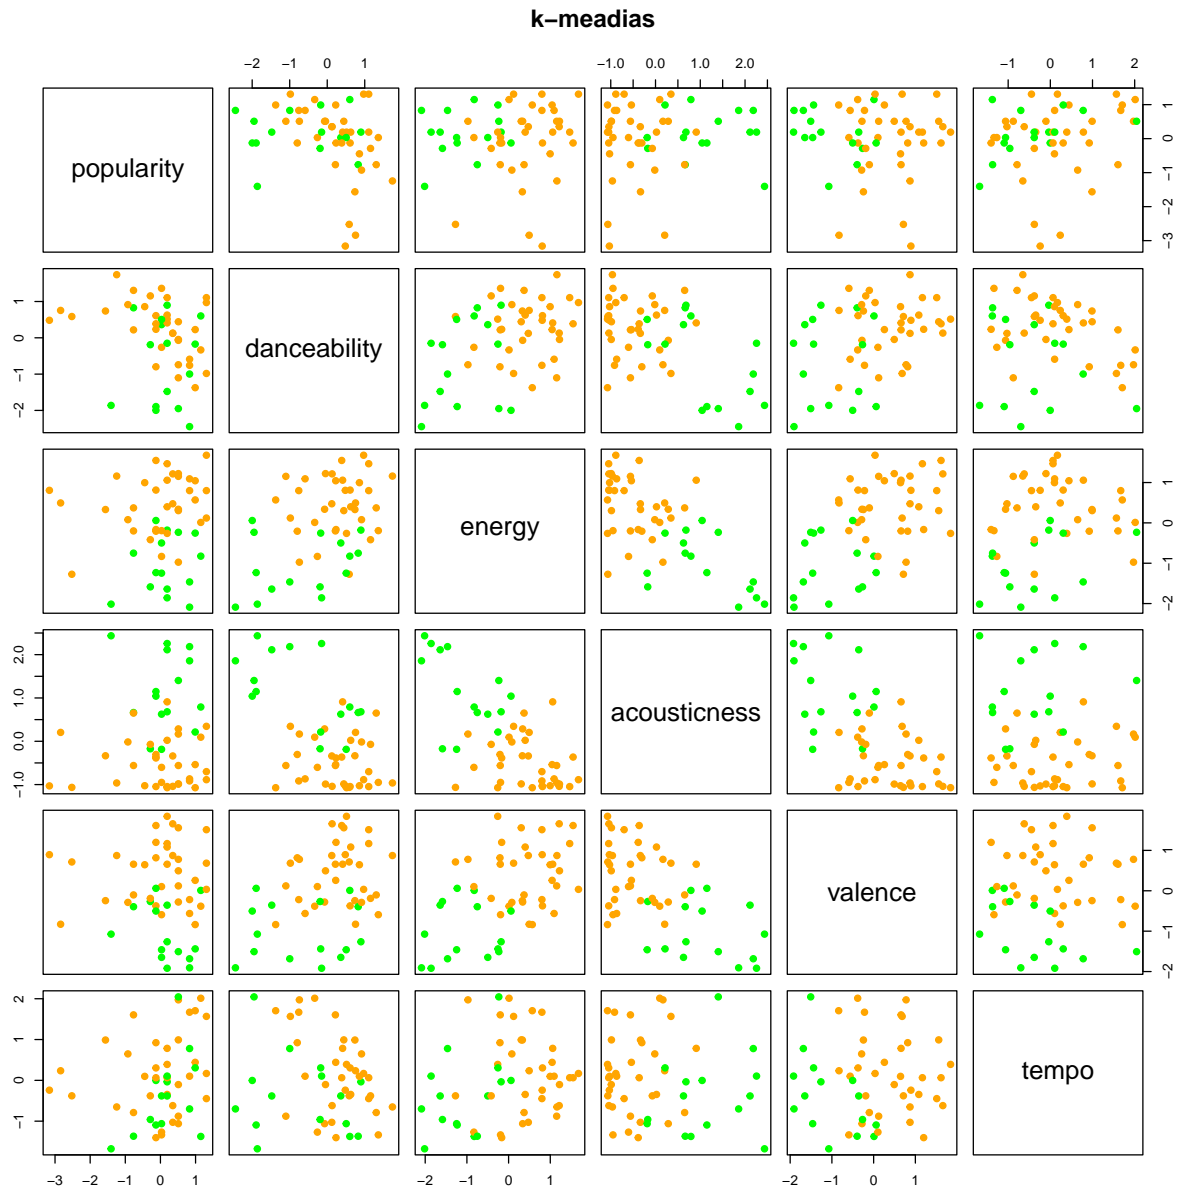 k−meadias
−2 −1 0 1 −1.0 0.0 1.0 2.0 −1 0 1 2
popularity
−3 −2 −1 0 1
−2 −1 0 1
danceability
energy
−2 −1 0 1
−1.0 0.0 1.0 2.0
acousticness
valence
−2 −1 0 1
−1 0 1 2
tempo
−3 −2 −1 0 1 −2 −1 0 1 −2 −1 0 1